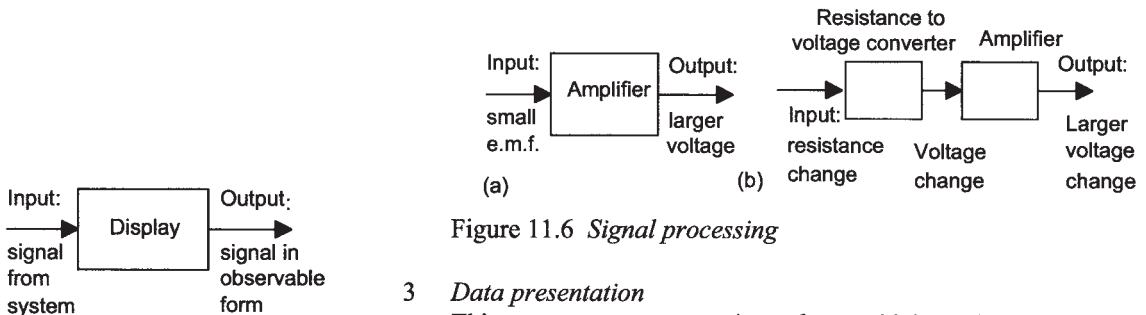 Input:
Amplifier
Output:
small
e.m.f.
larger
voltage
(a)
Resistance to
voltage converter
Amplifier
Output:
Input:
resistance
change
Voltage
change
Larger
voltage
change
(b)
Figure 11.6 Signal processing
Input:
Display
Output:
signal
from
system
signal in
observable
form
3 Data presentation